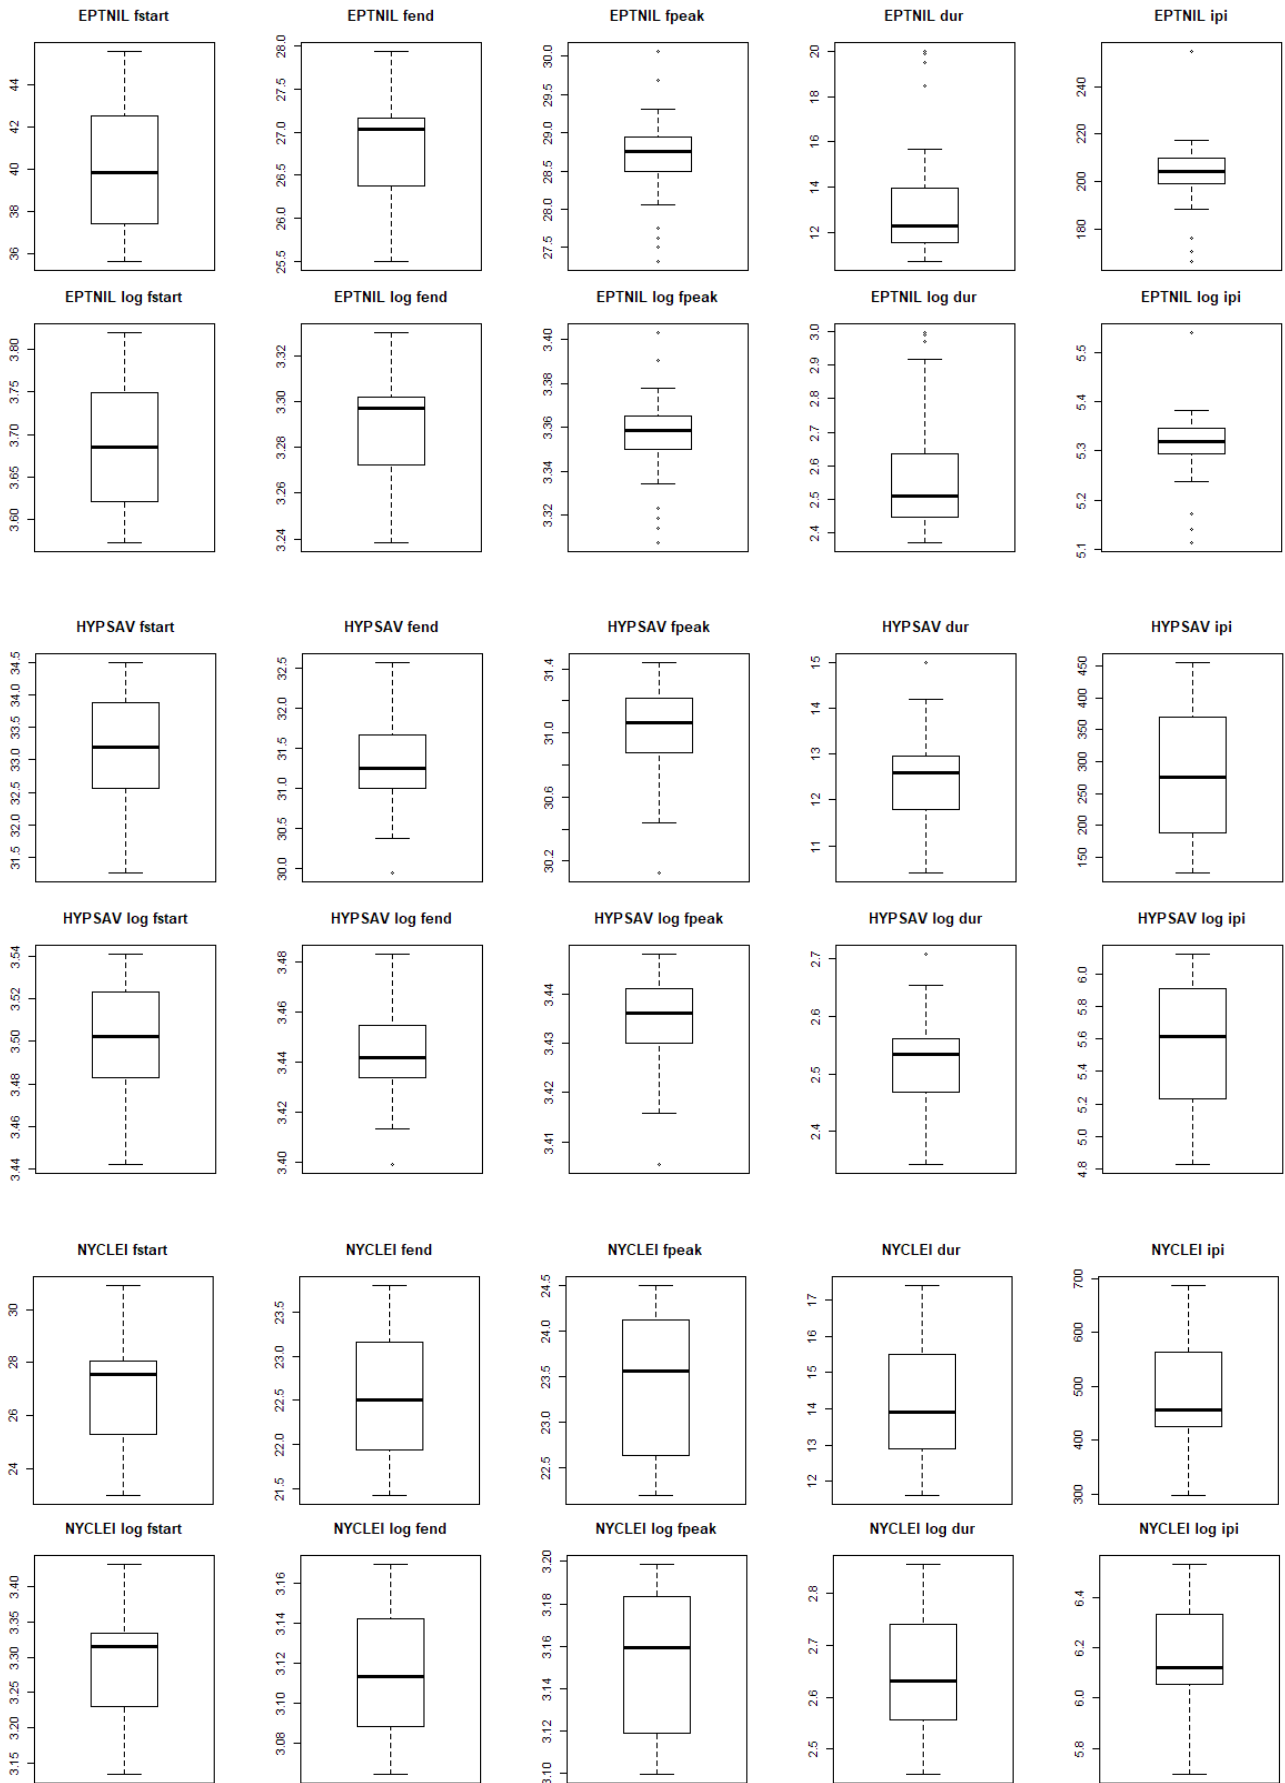 EPTNIL fstart EPTNIL fend EPTNIL fpeak EPTNIL dur EPTNIL ipi
36 38 40 42 44
25.5 26.0 26.5 27.0 27.5 28.0
27.5 28.0 28.5 29.0 29.5 30.0
12 14 16 18 20
180 200 220 240
EPTNIL log fstart EPTNIL log fend EPTNIL log fpeak EPTNIL log dur EPTNIL log ipi
3.60 3.65 3.70 3.75 3.80
3.24 3.26 3.28 3.30 3.32
3.32 3.34 3.36 3.38 3.40
2.4 2.5 2.6 2.7 2.8 2.9 3.0
5.1 5.2 5.3 5.4 5.5
HYPSAV fstart HYPSAV fend HYPSAV fpeak HYPSAV dur HYPSAV ipi
31.5 32.0 32.5 33.0 33.5 34.0 34.5
30.0 30.5 31.0 31.5 32.0 32.5
30.2 30.6 31.0 31.4
11 12 13 14 15
150 200 250 300 350 400 450
HYPSAV log fstart HYPSAV log fend HYPSAV log fpeak HYPSAV log dur HYPSAV log ipi
3.44 3.46 3.48 3.50 3.52 3.54
3.40 3.42 3.44 3.46 3.48
3.41 3.42 3.43 3.44
2.4 2.5 2.6 2.7
4.8 5.0 5.2 5.4 5.6 5.8 6.0
NYCLEI fstart NYCLEI fend NYCLEI fpeak NYCLEI dur NYCLEI ipi
24 26 28 30
21.5 22.0 22.5 23.0 23.5
22.5 23.0 23.5 24.0 24.5
12 13 14 15 16 17
300 400 500 600 700
NYCLEI log fstart NYCLEI log fend NYCLEI log fpeak NYCLEI log dur NYCLEI log ipi
3.15 3.20 3.25 3.30 3.35 3.40
3.08 3.10 3.12 3.14 3.16
3.10 3.12 3.14 3.16 3.18 3.20
2.5 2.6 2.7 2.8
5.8 6.0 6.2 6.4